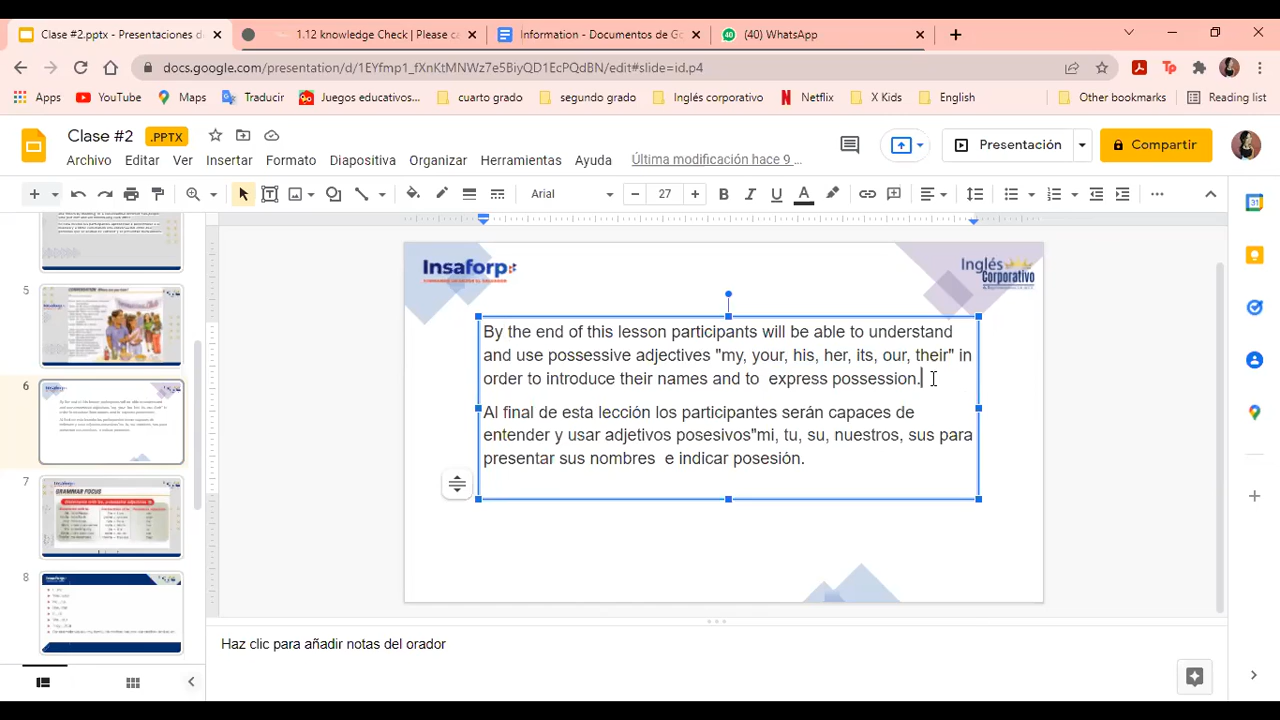 Clase #2.pptx - Presentaciones d
1.12 knowledge Check | Please c
Information - Documentos de Go
(40) WhatsApp
docs.google.com/presentation/d/1EYfmp1_fXnKtMNWz7e5BiyQD1EcPQdBN/edit#slide=id.p4
Apps
YouTube
Maps
Traducir
Juegos educativos...
cuarto grado
segundo grado
Inglés corporativo
Netflix
X Kids
English
Other bookmarks
Reading list
Clase #2
.PPTX
Archivo Editar Ver Insertar Formato Diapositiva Organizar Herramientas Ayuda
Última modificación hace 9 ...
Presentación
Compartir
Arial
27
Insaforp
Inglés
Corporativo
By the end of this lesson participants will be able to understand
and use possessive adjectives "my, your, his, her, its, our, their" in
order to introduce their names and to express possession.
Al final de esta lección los participantes sean capaces de
entender y usar adjetivos posesivos"mi, tu, su, nuestros, sus para
presentar sus nombres e indicar posesión.
5
6
7
GRAMMAR FOCUS
8
Haz clic para añadir notas del orador